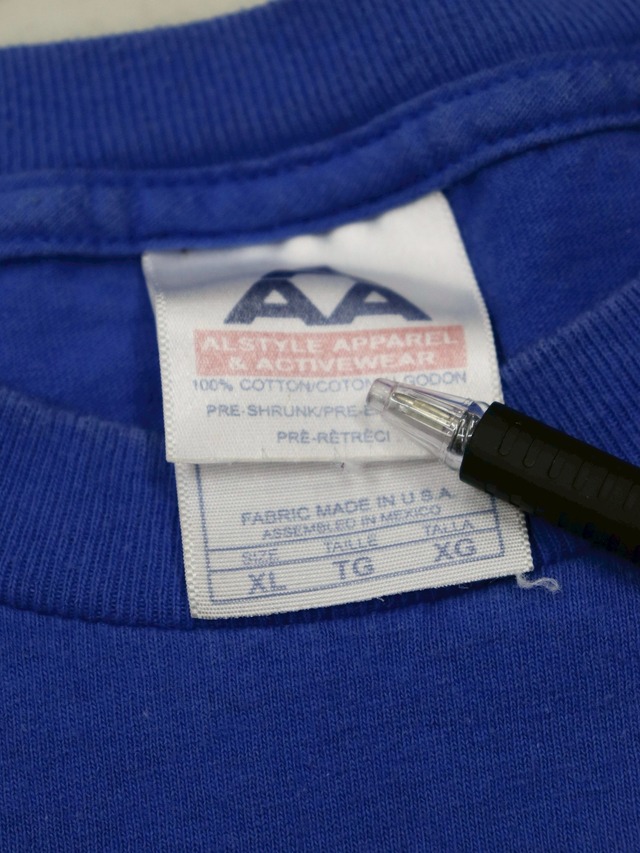 AA
ALSTYLE APPAREL
& ACTIVEWEAR
100% COTTON/COTON
PRE-SHRUNK/PRE-E
PRÉ-RÉTRÉCI
FABRIC MADE IN U.S.A.
ASSEMBLED IN MEXICO
SIZE TAILLE TALLA
XL TG XG